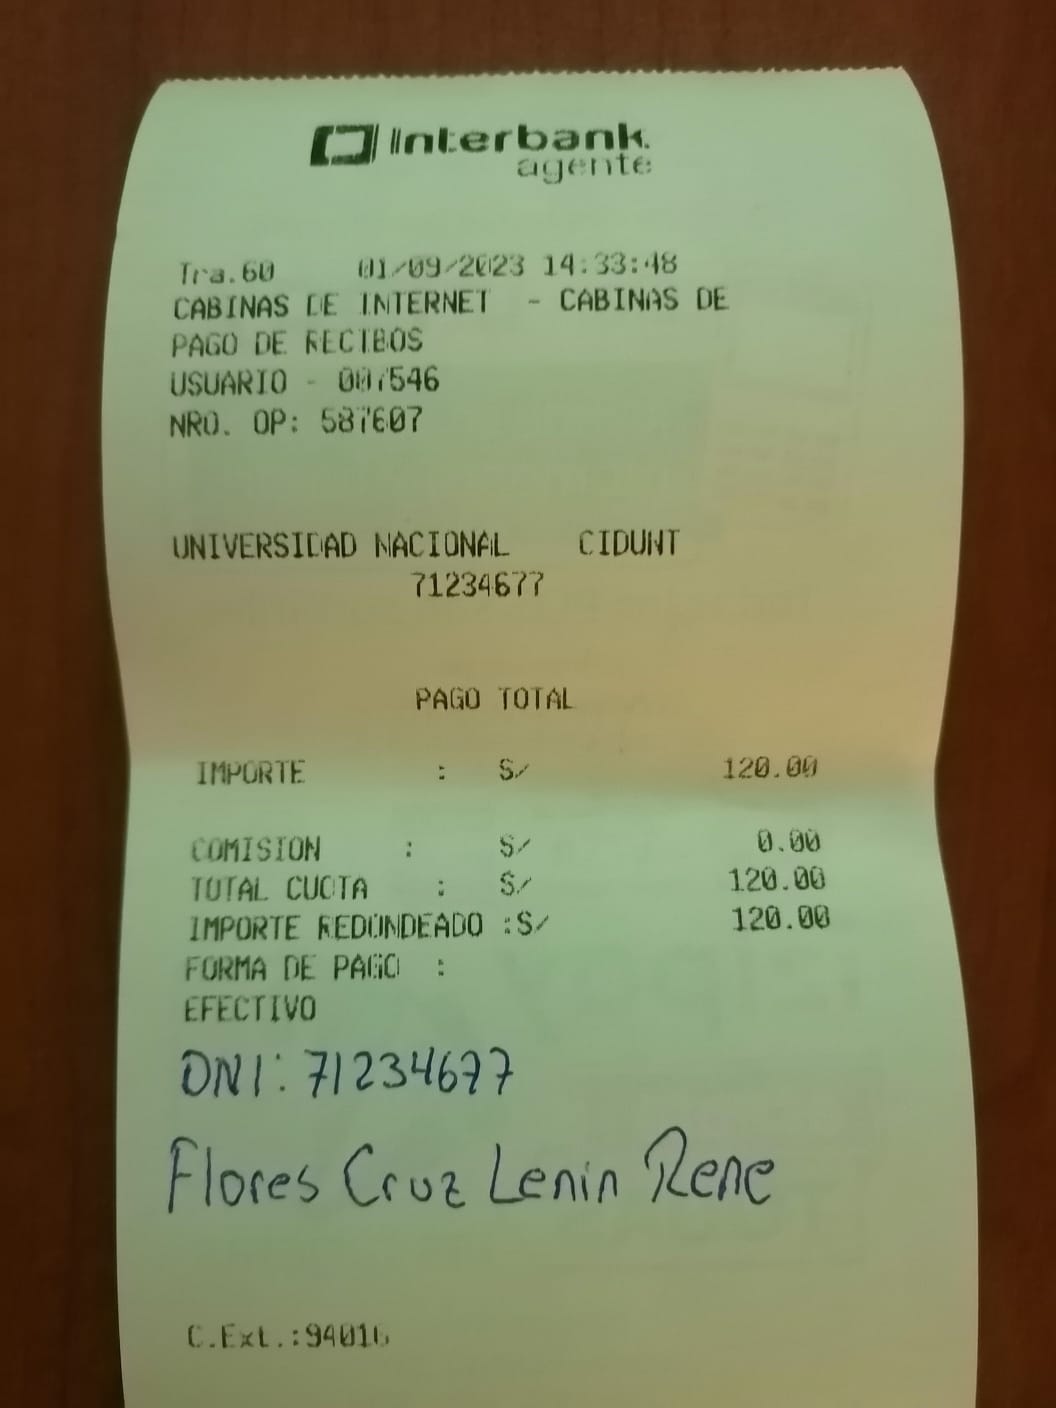 Interbank
agente
Tra.60 01/09/2023 14:33:48
CABINAS DE INTERNET - CABINAS DE
PAGO DE RECIBOS
USUARIO - 007546
NRO. OP: 587607
UNIVERSIDAD NACIONAL CIDUNT
71234677
PAGO TOTAL
IMPORTE : S/ 120.00
COMISION : S/ 0.00
TOTAL CUOTA : S/ 120.00
IMPORTE REDONDEADO :S/ 120.00
FORMA DE PAGO :
EFECTIVO
DNI: 71234677
Flores Cruz Lenin Rene
C.Ext.:94016